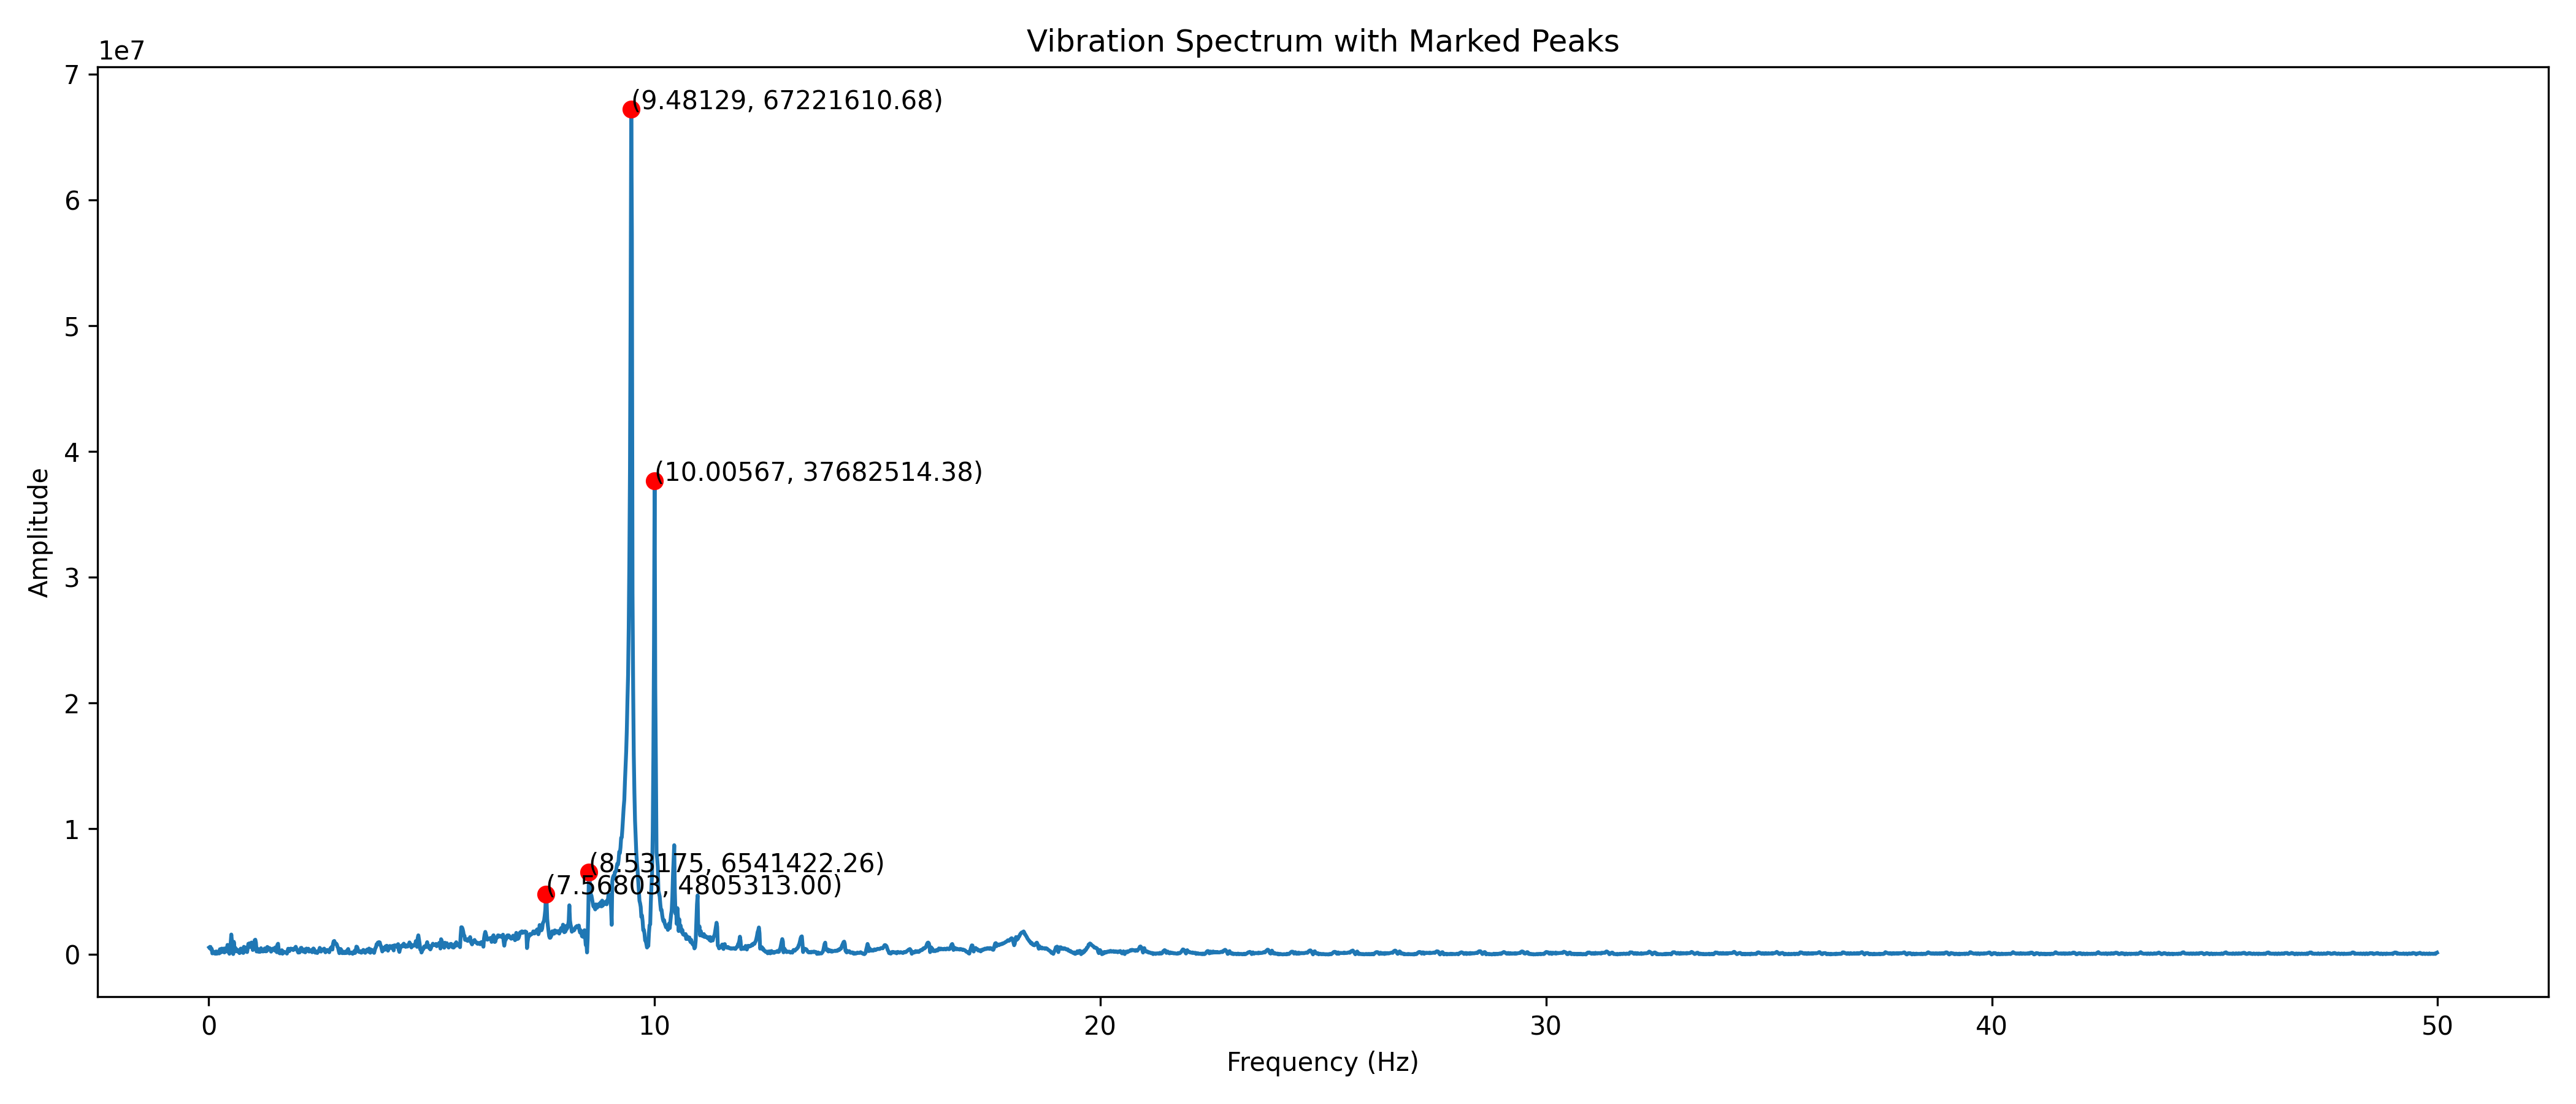 Vibration Spectrum with Marked Peaks
1e7
7
6
5
4
3
2
1
0
Amplitude
(9.48129, 67221610.68)
(10.00567, 37682514.38)
(8.53175, 6541422.26)
(7.56803, 4805313.00)
0 10 20 30 40 50
Frequency (Hz)